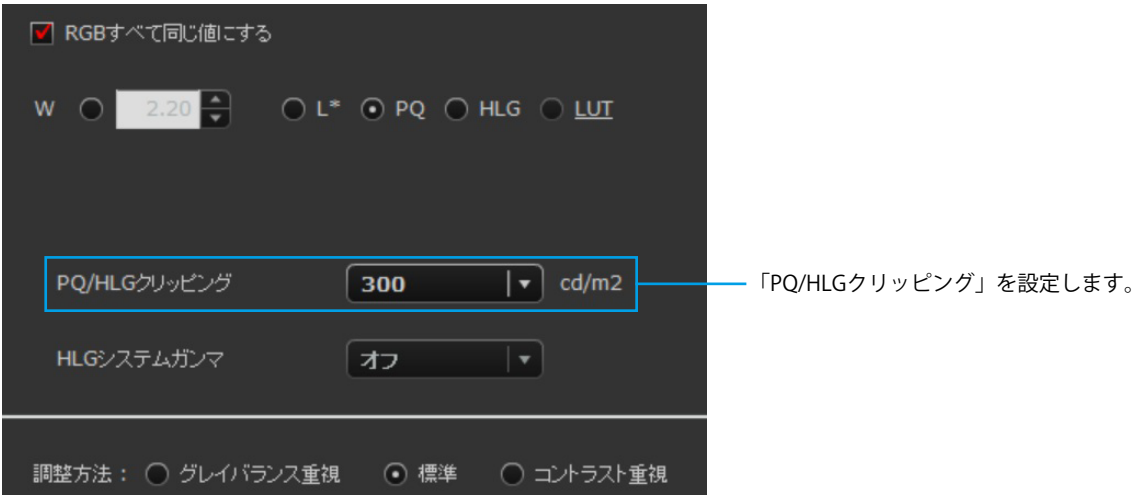 RGBすべて同じ値にする
W 2.20 L* PQ HLG LUT
PQ/HLGクリッピング 300 cd/m2
「PQ/HLGクリッピング」を設定します。
HLGシステムガンマ オフ
調整方法： グレイバランス重視 標準 コントラスト重視